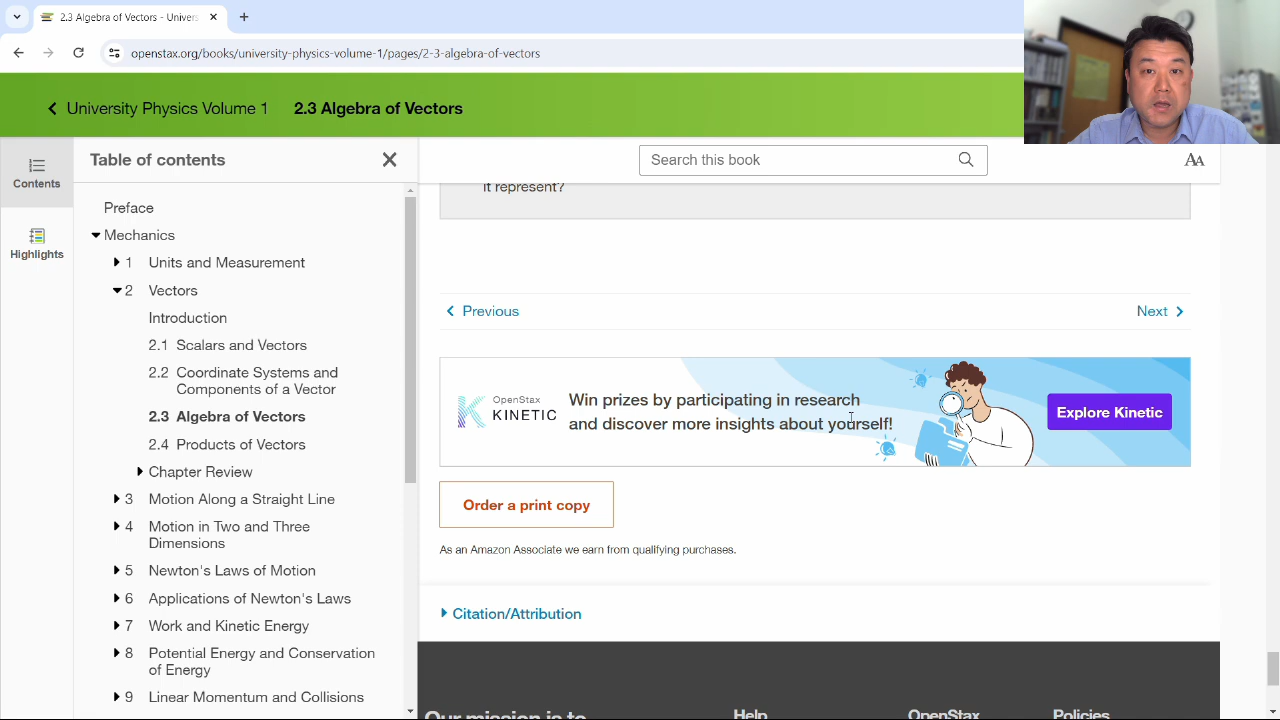 2.3 Algebra of Vectors - Univers
openstax.org/books/university-physics-volume-1/pages/2-3-algebra-of-vectors
University Physics Volume 1 2.3 Algebra of Vectors
Contents
Highlights
Table of contents
Preface
Mechanics
1 Units and Measurement
2 Vectors
Introduction
2.1 Scalars and Vectors
2.2 Coordinate Systems and
Components of a Vector
2.3 Algebra of Vectors
2.4 Products of Vectors
Chapter Review
3 Motion Along a Straight Line
4 Motion in Two and Three
Dimensions
5 Newton's Laws of Motion
6 Applications of Newton's Laws
7 Work and Kinetic Energy
8 Potential Energy and Conservation
of Energy
9 Linear Momentum and Collisions
Search this book
AA
it represent?
Previous
Next
OpenStax
KINETIC
Win prizes by participating in research
and discover more insights about yourself!
Explore Kinetic
Order a print copy
As an Amazon Associate we earn from qualifying purchases.
Citation/Attribution
Our mission is to
Help
OpenStax
Policies